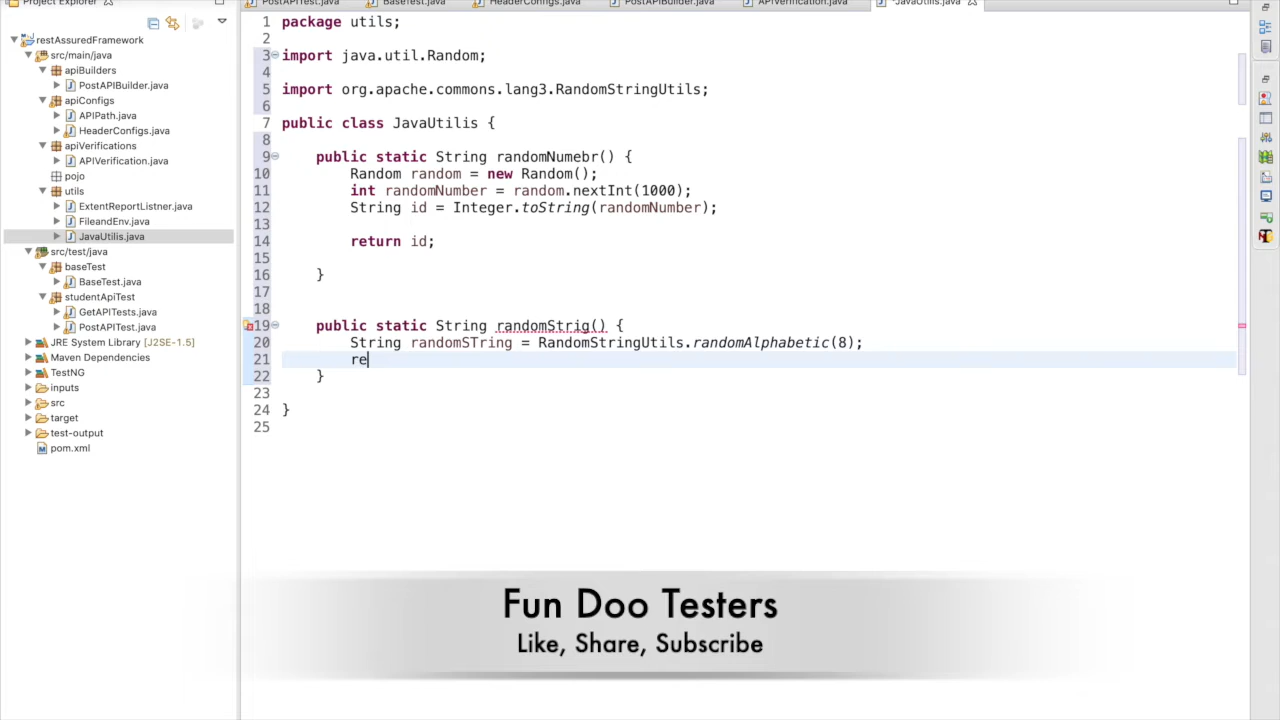 Project Explorer
PostAPITest.java
BaseTest.java
HeaderConfigs.java
PostAPIBuilder.java
APIVerification.java
*JavaUtilis.java
restAssuredFramework
src/main/java
apiBuilders
PostAPIBuilder.java
apiConfigs
APIPath.java
HeaderConfigs.java
apiVerifications
APIVerification.java
pojo
utils
ExtentReportListner.java
FileandEnv.java
JavaUtilis.java
src/test/java
baseTest
BaseTest.java
studentApiTest
GetAPITests.java
PostAPITest.java
JRE System Library [J2SE-1.5]
Maven Dependencies
TestNG
inputs
src
target
test-output
pom.xml
1 package utils;
2
3 import java.util.Random;
4
5 import org.apache.commons.lang3.RandomStringUtils;
6
7 public class JavaUtilis {
8
9 public static String randomNumebr() {
10 Random random = new Random();
11 int randomNumber = random.nextInt(1000);
12 String id = Integer.toString(randomNumber);
13
14 return id;
15
16 }
17
18
19 public static String randomStrig() {
20 String randomSTring = RandomStringUtils.randomAlphabetic(8);
21 re
22 }
23
24 }
25
Fun Doo Testers
Like, Share, Subscribe